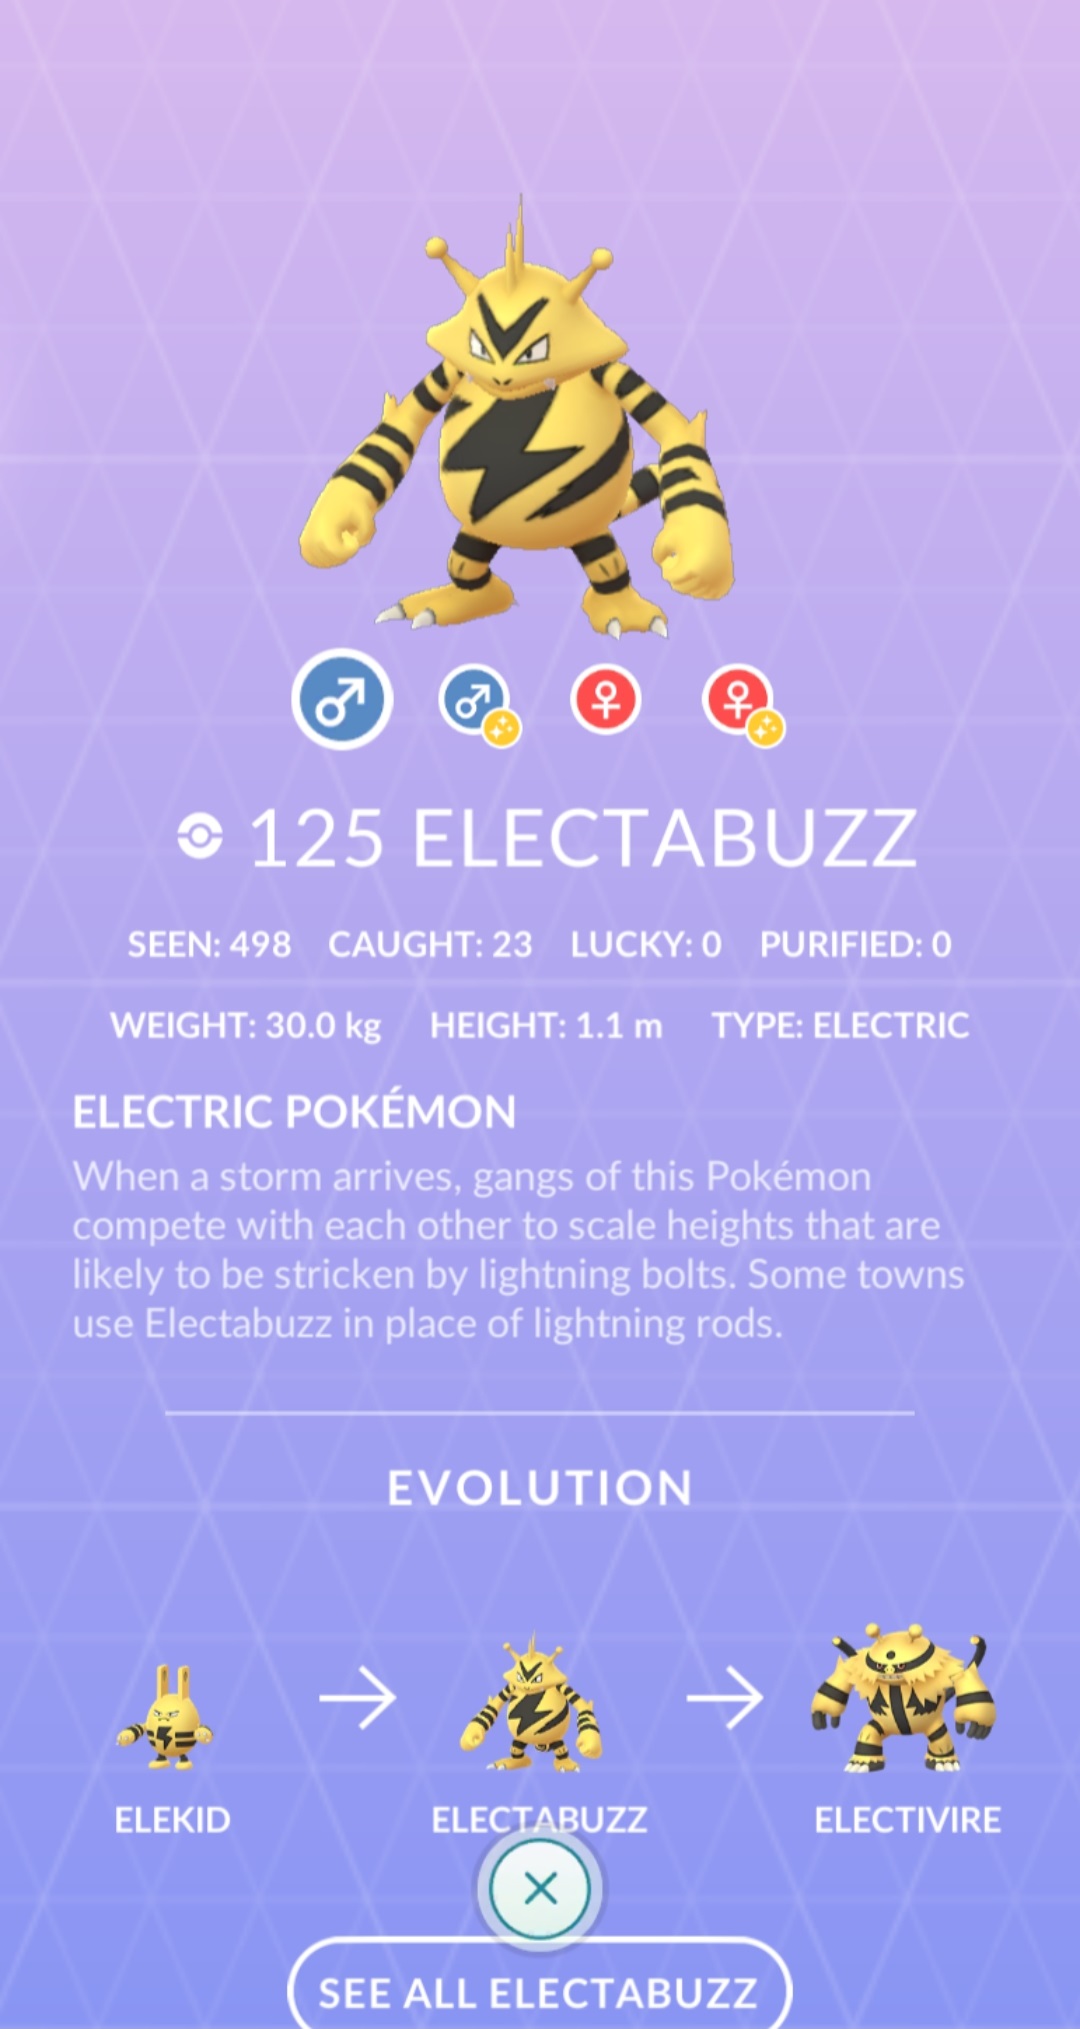 125 ELECTABUZZ
SEEN: 498 CAUGHT: 23 LUCKY: 0 PURIFIED: 0
WEIGHT: 30.0 kg HEIGHT: 1.1 m TYPE: ELECTRIC
ELECTRIC POKÉMON
When a storm arrives, gangs of this Pokémon
compete with each other to scale heights that are
likely to be stricken by lightning bolts. Some towns
use Electabuzz in place of lightning rods.
EVOLUTION
ELEKID ELECTABUZZ ELECTIVIRE
SEE ALL ELECTABUZZ